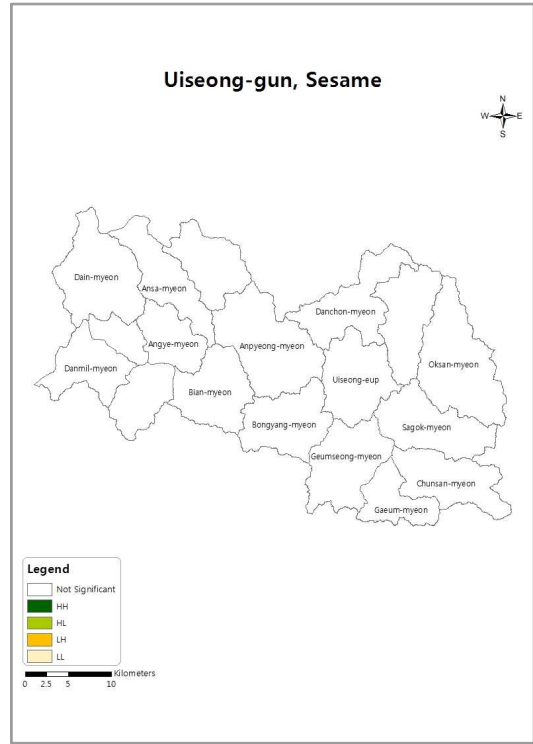 Uiseong-gun, Sesame
N
W E
S
Dain-myeon
Ansa-myeon
Danchon-myeon
Angye-myeon
Anpyeong-myeon
Danmil-myeon
Oksan-myeon
Uiseong-eup
Bian-myeon
Bongyang-myeon
Sagok-myeon
Geumseong-myeon
Chunsan-myeon
Gaeum-myeon
Legend
Not Significant
HH
HL
LH
LL
Kilometers
0 2.5 5 10